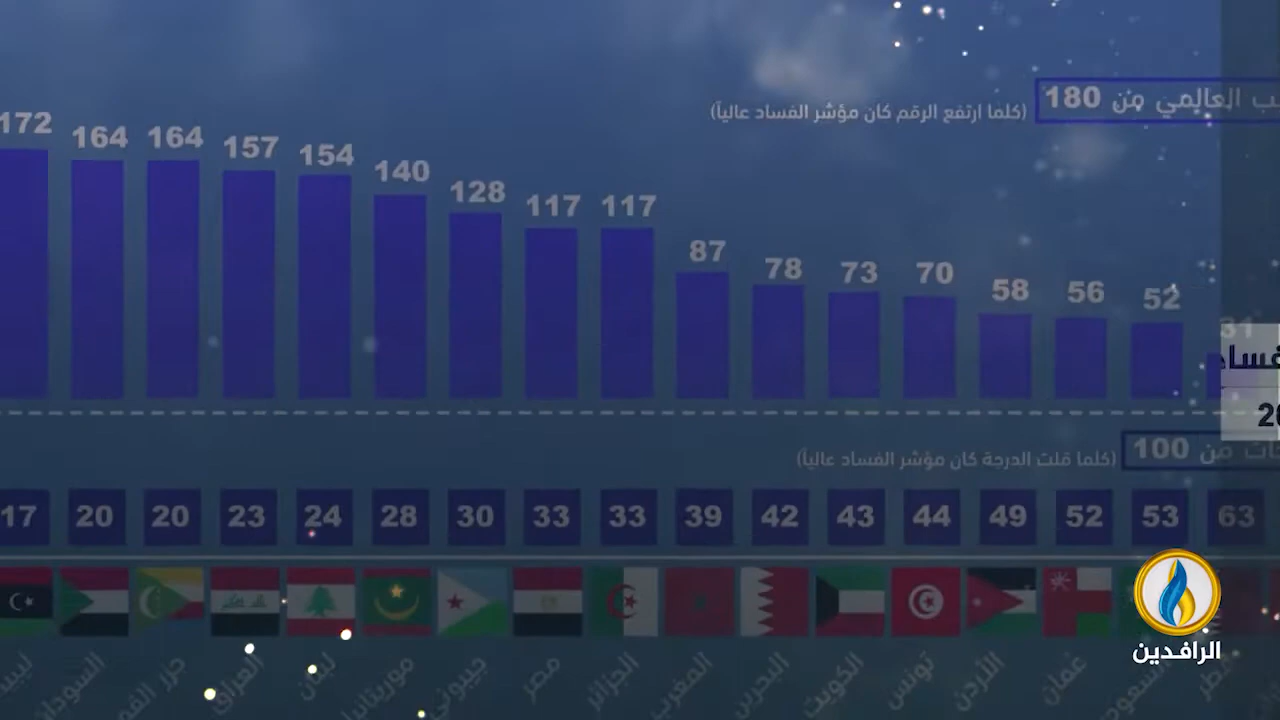 العالمي من 180
(كلما ارتفع الرقم كان مؤشر الفساد عالياً)
172 164 164 157 154 140 128 117 117 87 78 73 70 58 56 52 31
من 100
(كلما قلت الدرجة كان مؤشر الفساد عالياً)
17 20 20 23 24 28 30 33 33 39 42 43 44 49 52 53 63
السودان العراق لبنان موريتانيا جيبوتي مصر الجزائر المغرب البحرين الكويت تونس الأردن عمان
الرافدين